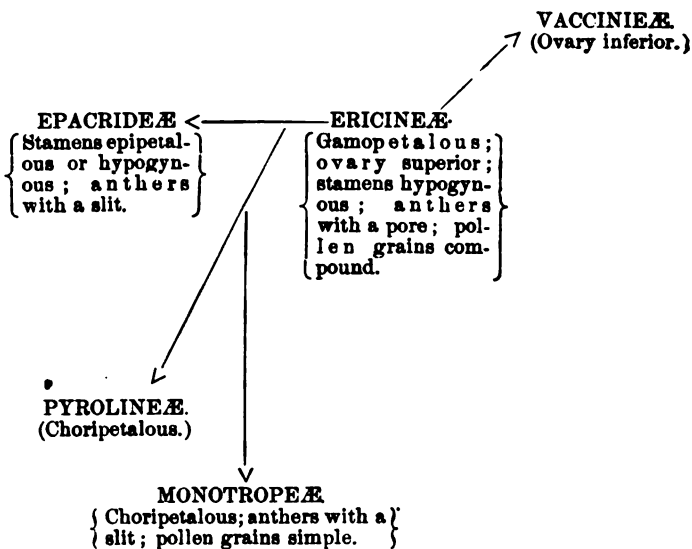 VACCINIEÆ.
(Ovary inferior.)
EPACRIDEÆ
Stamens epipetal-
ous or hypogyn-
ous ; anthers
with a slit.
ERICINEÆ.
Gamopetalous ;
ovary superior ;
stamens hypogyn-
ous ; anthers
with a pore ; pol-
len grains com-
pound.
PYROLINEÆ.
(Choripetalous.)
MONOTROPEÆ
Choripetalous; anthers with a
slit ; pollen grains simple.